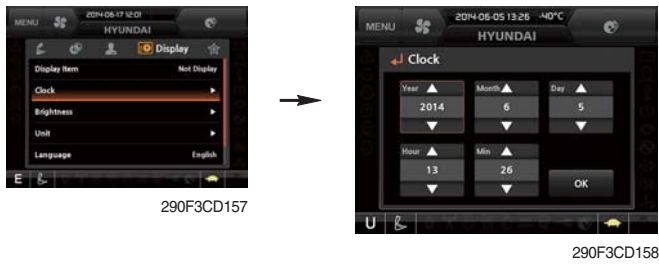 MENU
2014-06-17 12:01
HYUNDAI
Display
Display Item Not Display
Clock
Brightness
Unit
Language English
E
290F3CD157
MENU
2014-06-05 13:26 -40°C
HYUNDAI
Clock
Year Month Day
2014 6 5
Hour Min
13 26
OK
U
290F3CD158